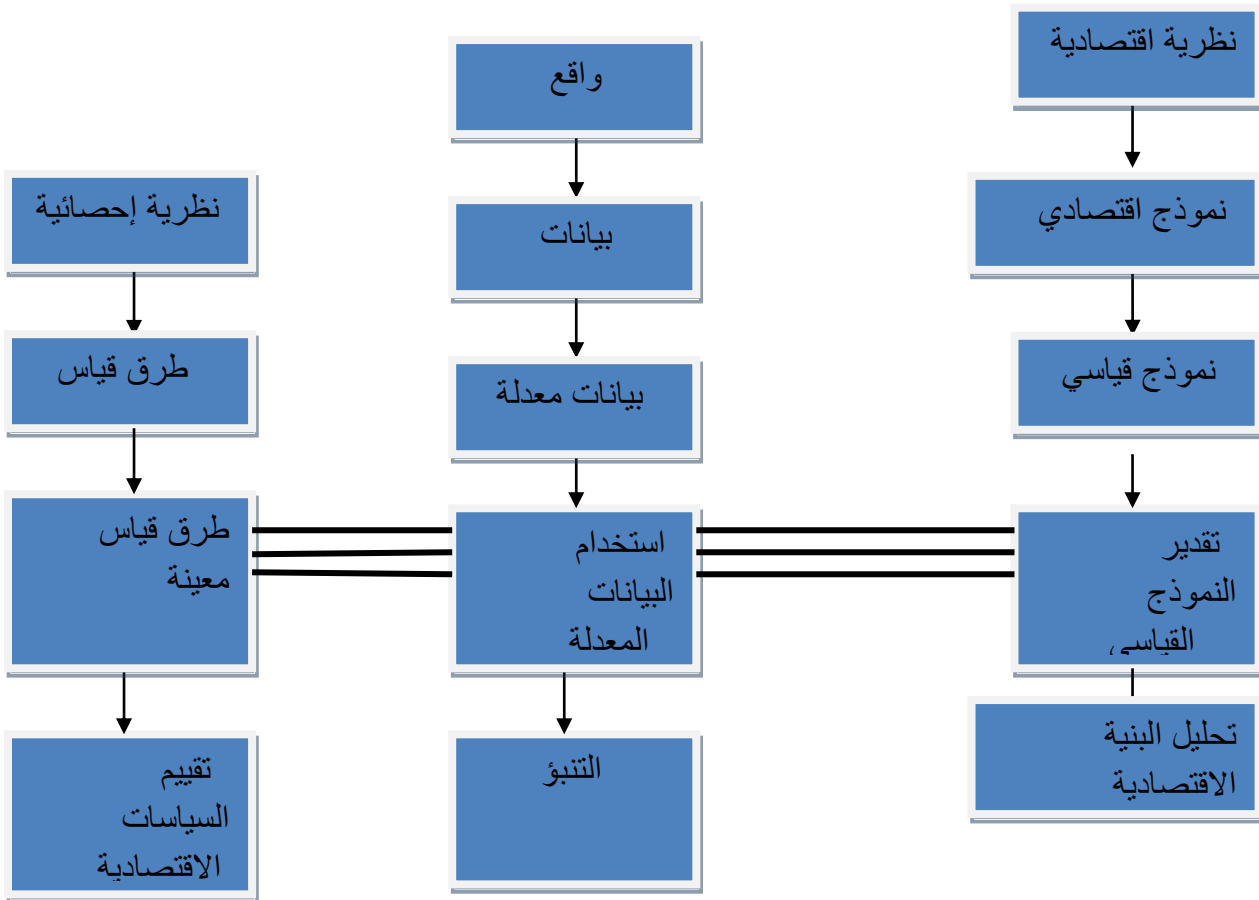 نظرية اقتصادية
واقع
نظرية إحصائية
نموذج اقتصادي
بيانات
طرق قياس
نموذج قياسي
بيانات معدلة
طرق قياس
معينة
استخدام
البيانات
المعدلة
تقدير
النموذج
القياسي
تقييم
السياسات
الاقتصادية
التنبؤ
تحليل البنية
الاقتصادية